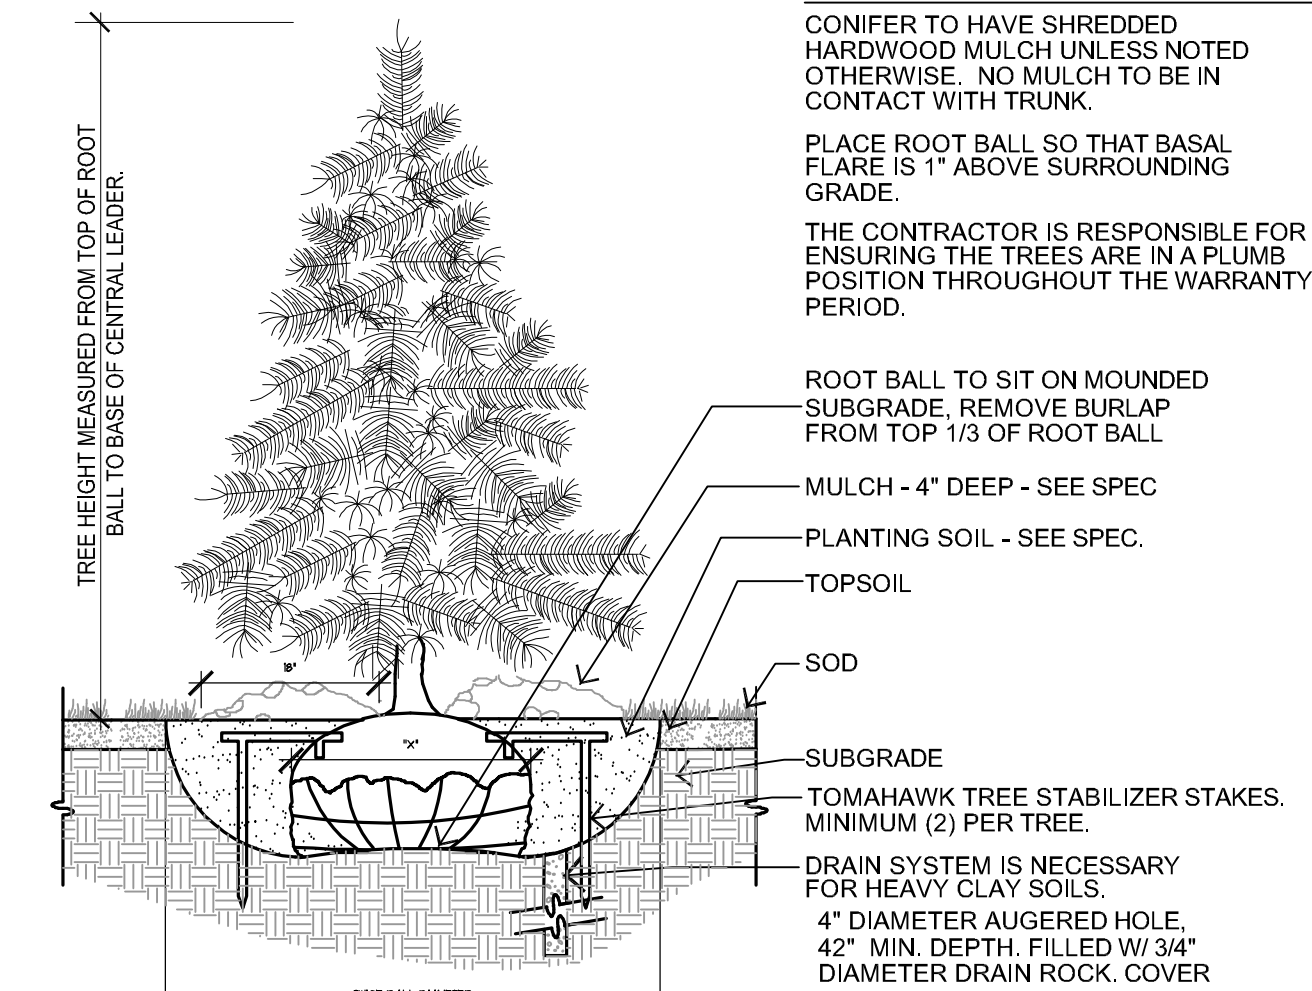 CONIFER TO HAVE SHREDDED
HARDWOOD MULCH UNLESS NOTED
OTHERWISE.  NO MULCH TO BE IN
CONTACT WITH TRUNK.
PLACE ROOT BALL SO THAT BASAL
FLARE IS 1" ABOVE SURROUNDING
GRADE.
THE CONTRACTOR IS RESPONSIBLE FOR
ENSURING THE TREES ARE IN A PLUMB
POSITION THROUGHOUT THE WARRANTY
PERIOD.
TREE HEIGHT MEASURED FROM TOP OF ROOT
BALL TO BASE OF CENTRAL LEADER.
ROOT BALL TO SIT ON MOUNDED
SUBGRADE, REMOVE BURLAP
FROM TOP 1/3 OF ROOT BALL
MULCH - 4" DEEP - SEE SPEC
PLANTING SOIL - SEE SPEC.
TOPSOIL
SOD
18"
"X"
SUBGRADE
TOMAHAWK TREE STABILIZER STAKES.
MINIMUM (2) PER TREE.
DRAIN SYSTEM IS NECESSARY
FOR HEAVY CLAY SOILS.
4" DIAMETER AUGERED HOLE,
42"  MIN. DEPTH. FILLED W/ 3/4"
DIAMETER DRAIN ROCK. COVER